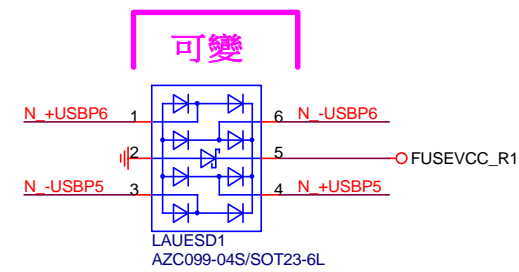 可變
N_+USBP6 1 6 N_-USBP6
2 5 FUSEVCC_R1
N_-USBP5 3 4 N_+USBP5
LAUESD1
AZC099-04S/SOT23-6L